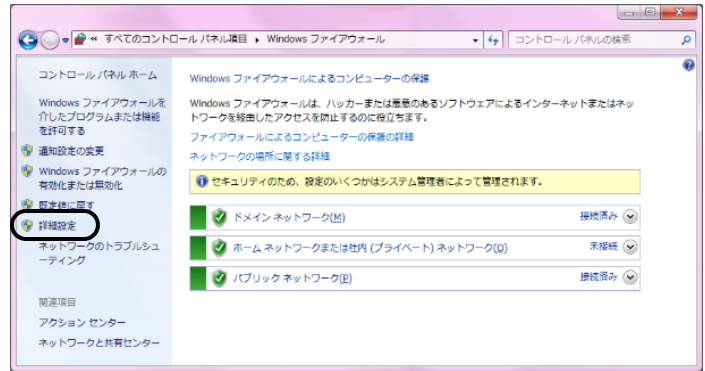 « すべてのコントロール パネル項目 ▸ Windows ファイアウォール
コントロール パネルの検索
コントロール パネル ホーム
Windows ファイアウォールを
介したプログラムまたは機能
を許可する
通知設定の変更
Windows ファイアウォールの
有効化または無効化
既定値に戻す
詳細設定
ネットワークのトラブルシュ
ーティング
関連項目
アクション センター
ネットワークと共有センター
Windows ファイアウォールによるコンピューターの保護
Windows ファイアウォールは、ハッカーまたは悪意のあるソフトウェアによるインターネットまたはネッ
トワークを経由したアクセスを防止するのに役立ちます。
ファイアウォールによるコンピューターの保護の詳細
ネットワークの場所に関する詳細
セキュリティのため、設定のいくつかはシステム管理者によって管理されます。
ドメイン ネットワーク(M) 接続済み
ホーム ネットワークまたは社内 (プライベート) ネットワーク(O) 未接続
パブリック ネットワーク(P) 接続済み